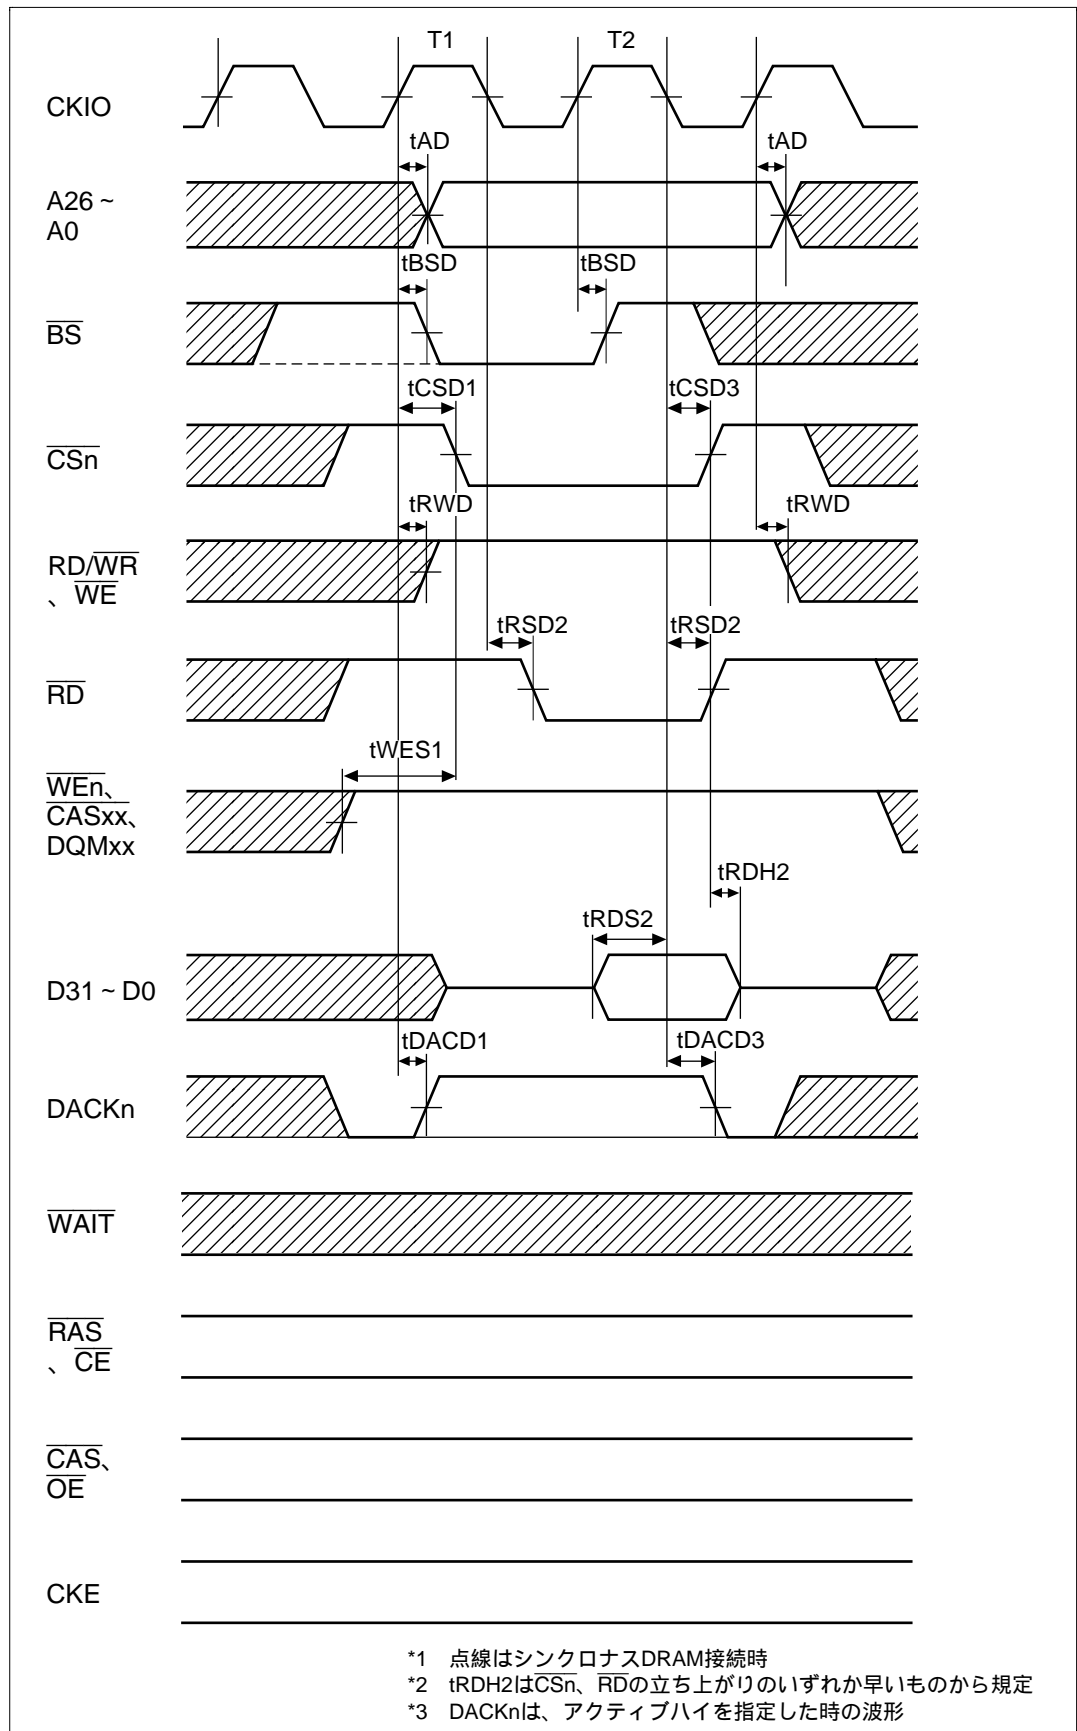 T1 T2
CKIO
tAD tAD
A26 ~
A0
tBSD tBSD
BS
tCSD1 tCSD3
CSn
tRWD tRWD
RD/WR
、WE
tRSD2 tRSD2
RD
tWES1
WEn、
CASxx、
DQMxx
tRDH2
tRDS2
D31 ~ D0
tDACD1 tDACD3
DACKn
WAIT
RAS
、CE
CAS、
OE
CKE
*1 点線はシンクロナスDRAM接続時
*2 tRDH2はCSn、RDの立ち上がりのいずれか早いものから規定
*3 DACKnは、アクティブハイを指定した時の波形